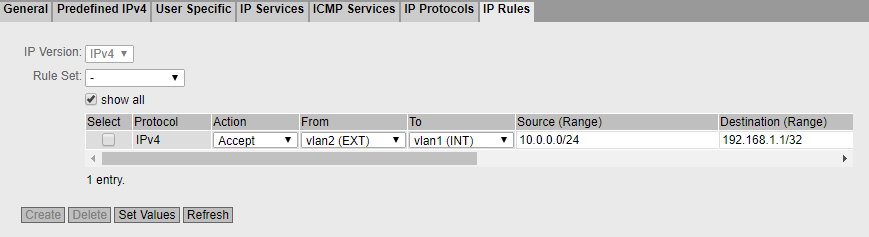 General Predefined IPv4 User Specific IP Services ICMP Services IP Protocols IP Rules
IP Version: IPv4
Rule Set: -
show all
Select Protocol Action From To Source (Range) Destination (Range)
IPv4 Accept vlan2 (EXT) vlan1 (INT) 10.0.0.0/24 192.168.1.1/32
1 entry.
Create Delete Set Values Refresh